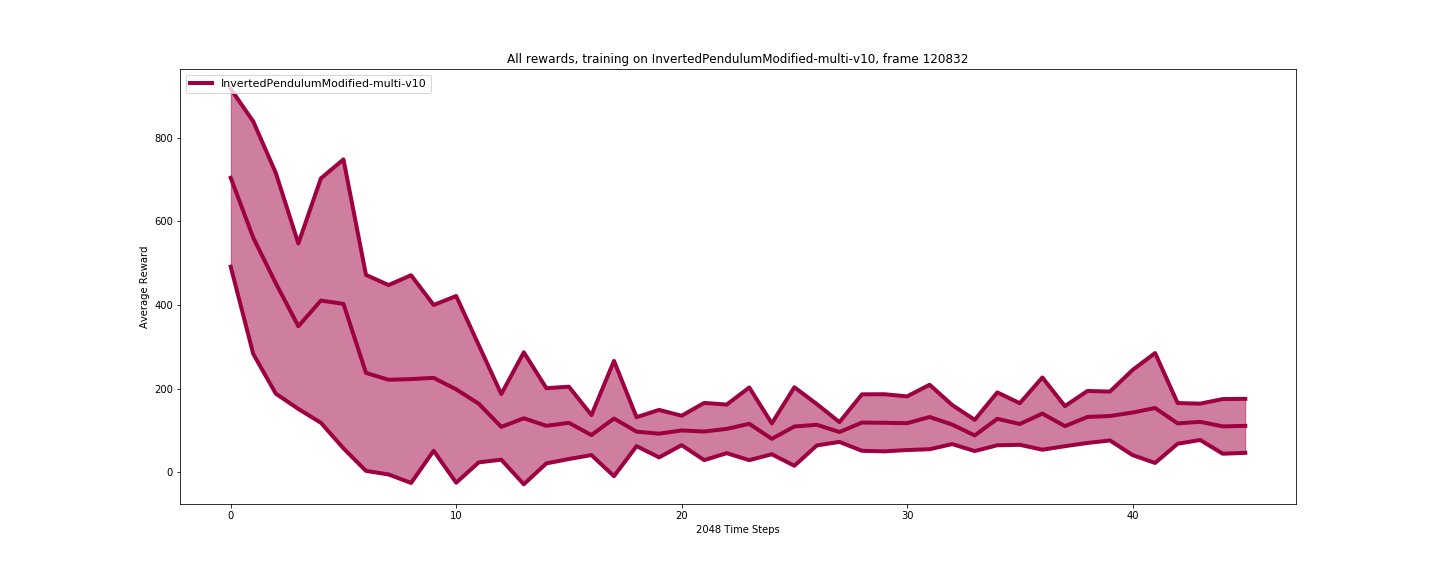 All rewards, training on InvertedPendulumModified-multi-v10, frame 120832
InvertedPendulumModified-multi-v10
800
600
400
200
0
Average Reward
0 10 20 30 40
2048 Time Steps